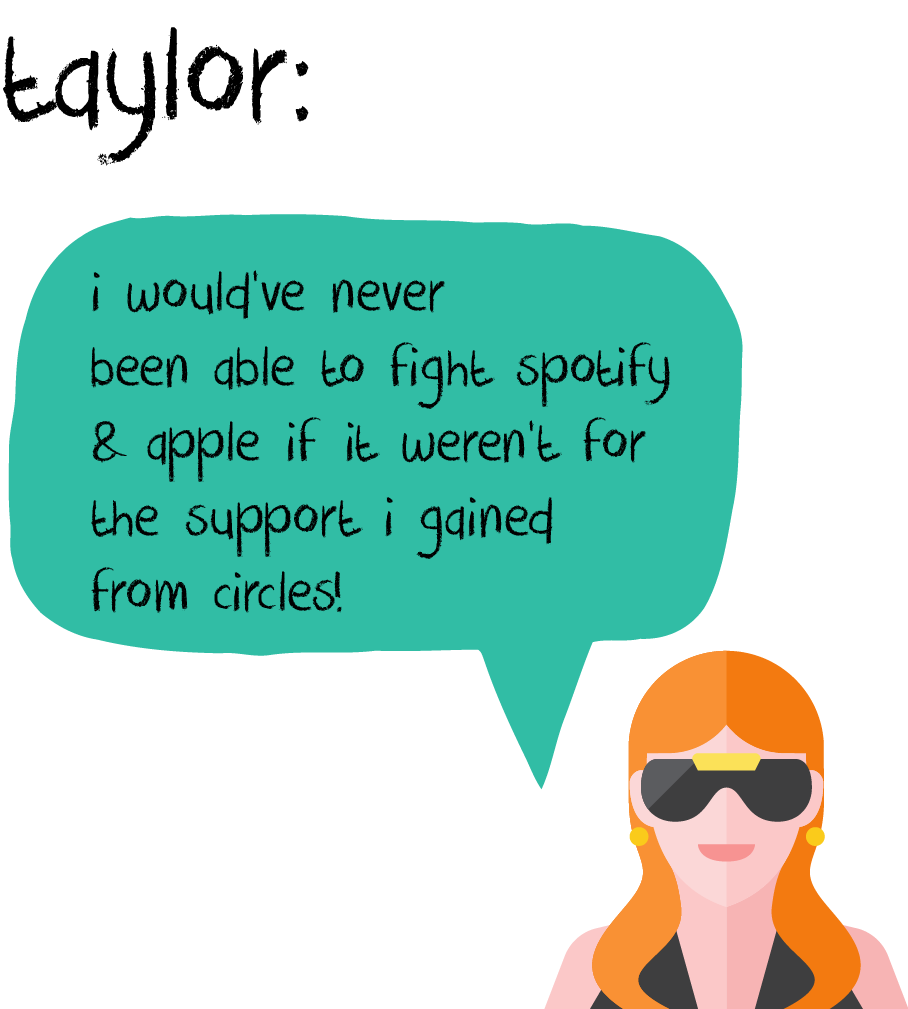 taylor:
i would've never
been able to fight spotify
& apple if it weren't for
the support i gained
from circles!